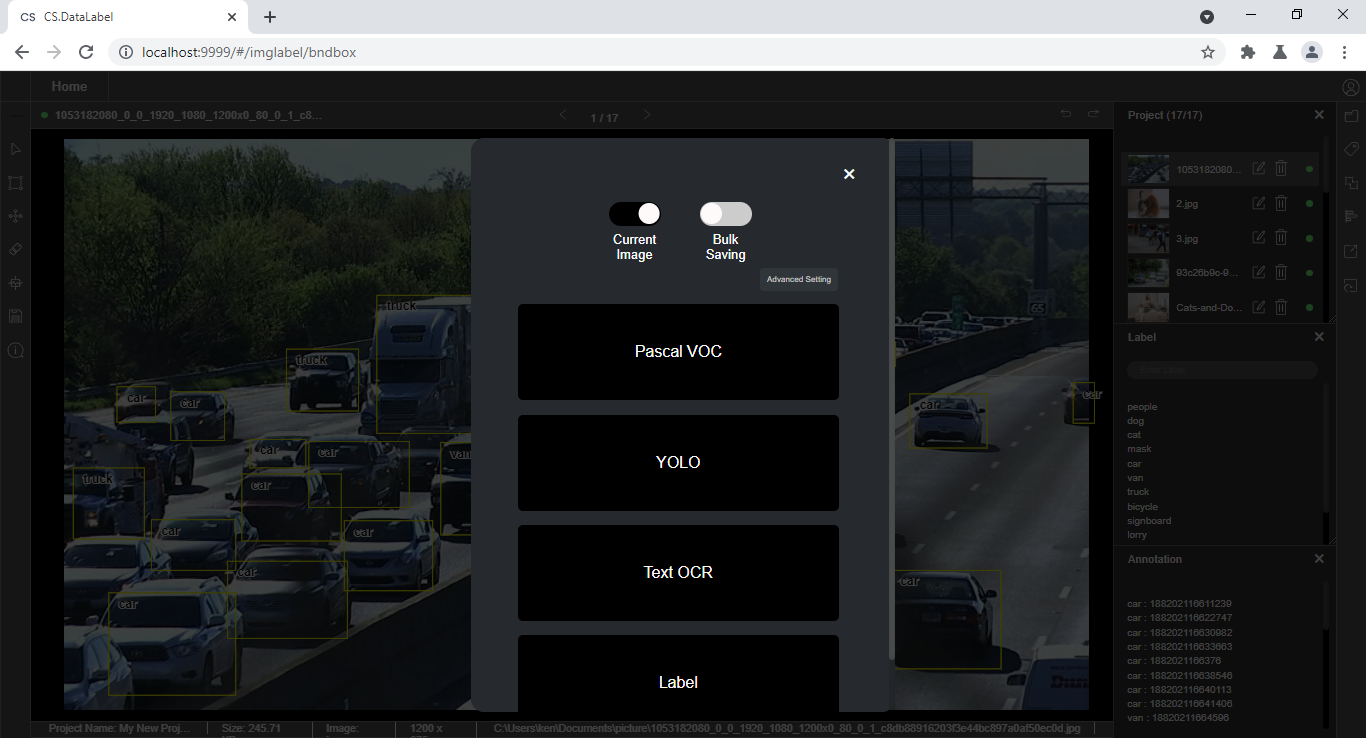 CS CS.DataLabel
localhost:9999/#/imglabel/bndbox
Home
1053182080_0_0_1920_1080_1200x0_80_0_1_c8...
1 / 17
Project (17/17)
1053182080...
2.jpg
3.jpg
93c26b9c-9...
Cats-and-Do...
Label
people
dog
cat
mask
car
van
truck
bicycle
signboard
lorry
Annotation
car : 188202116611239
car : 188202116622747
car : 188202116630982
car : 188202116633663
car : 1882021166376
car : 188202116638546
car : 188202116640113
car : 188202116641406
van : 188202116664596
Current
Image
Bulk
Saving
Advanced Setting
Pascal VOC
YOLO
Text OCR
Label
truck
truck
car
car
car
car
van
car
truck
car
car
car
car
65
car
car
car
Project Name: My New Proj...
Size: 245.71
Image:
1200 x
C:\Users\ken\Documents\picture\1053182080_0_0_1920_1080_1200x0_80_0_1_c8db88916203f3e44bc897a0af50ec0d.jpg